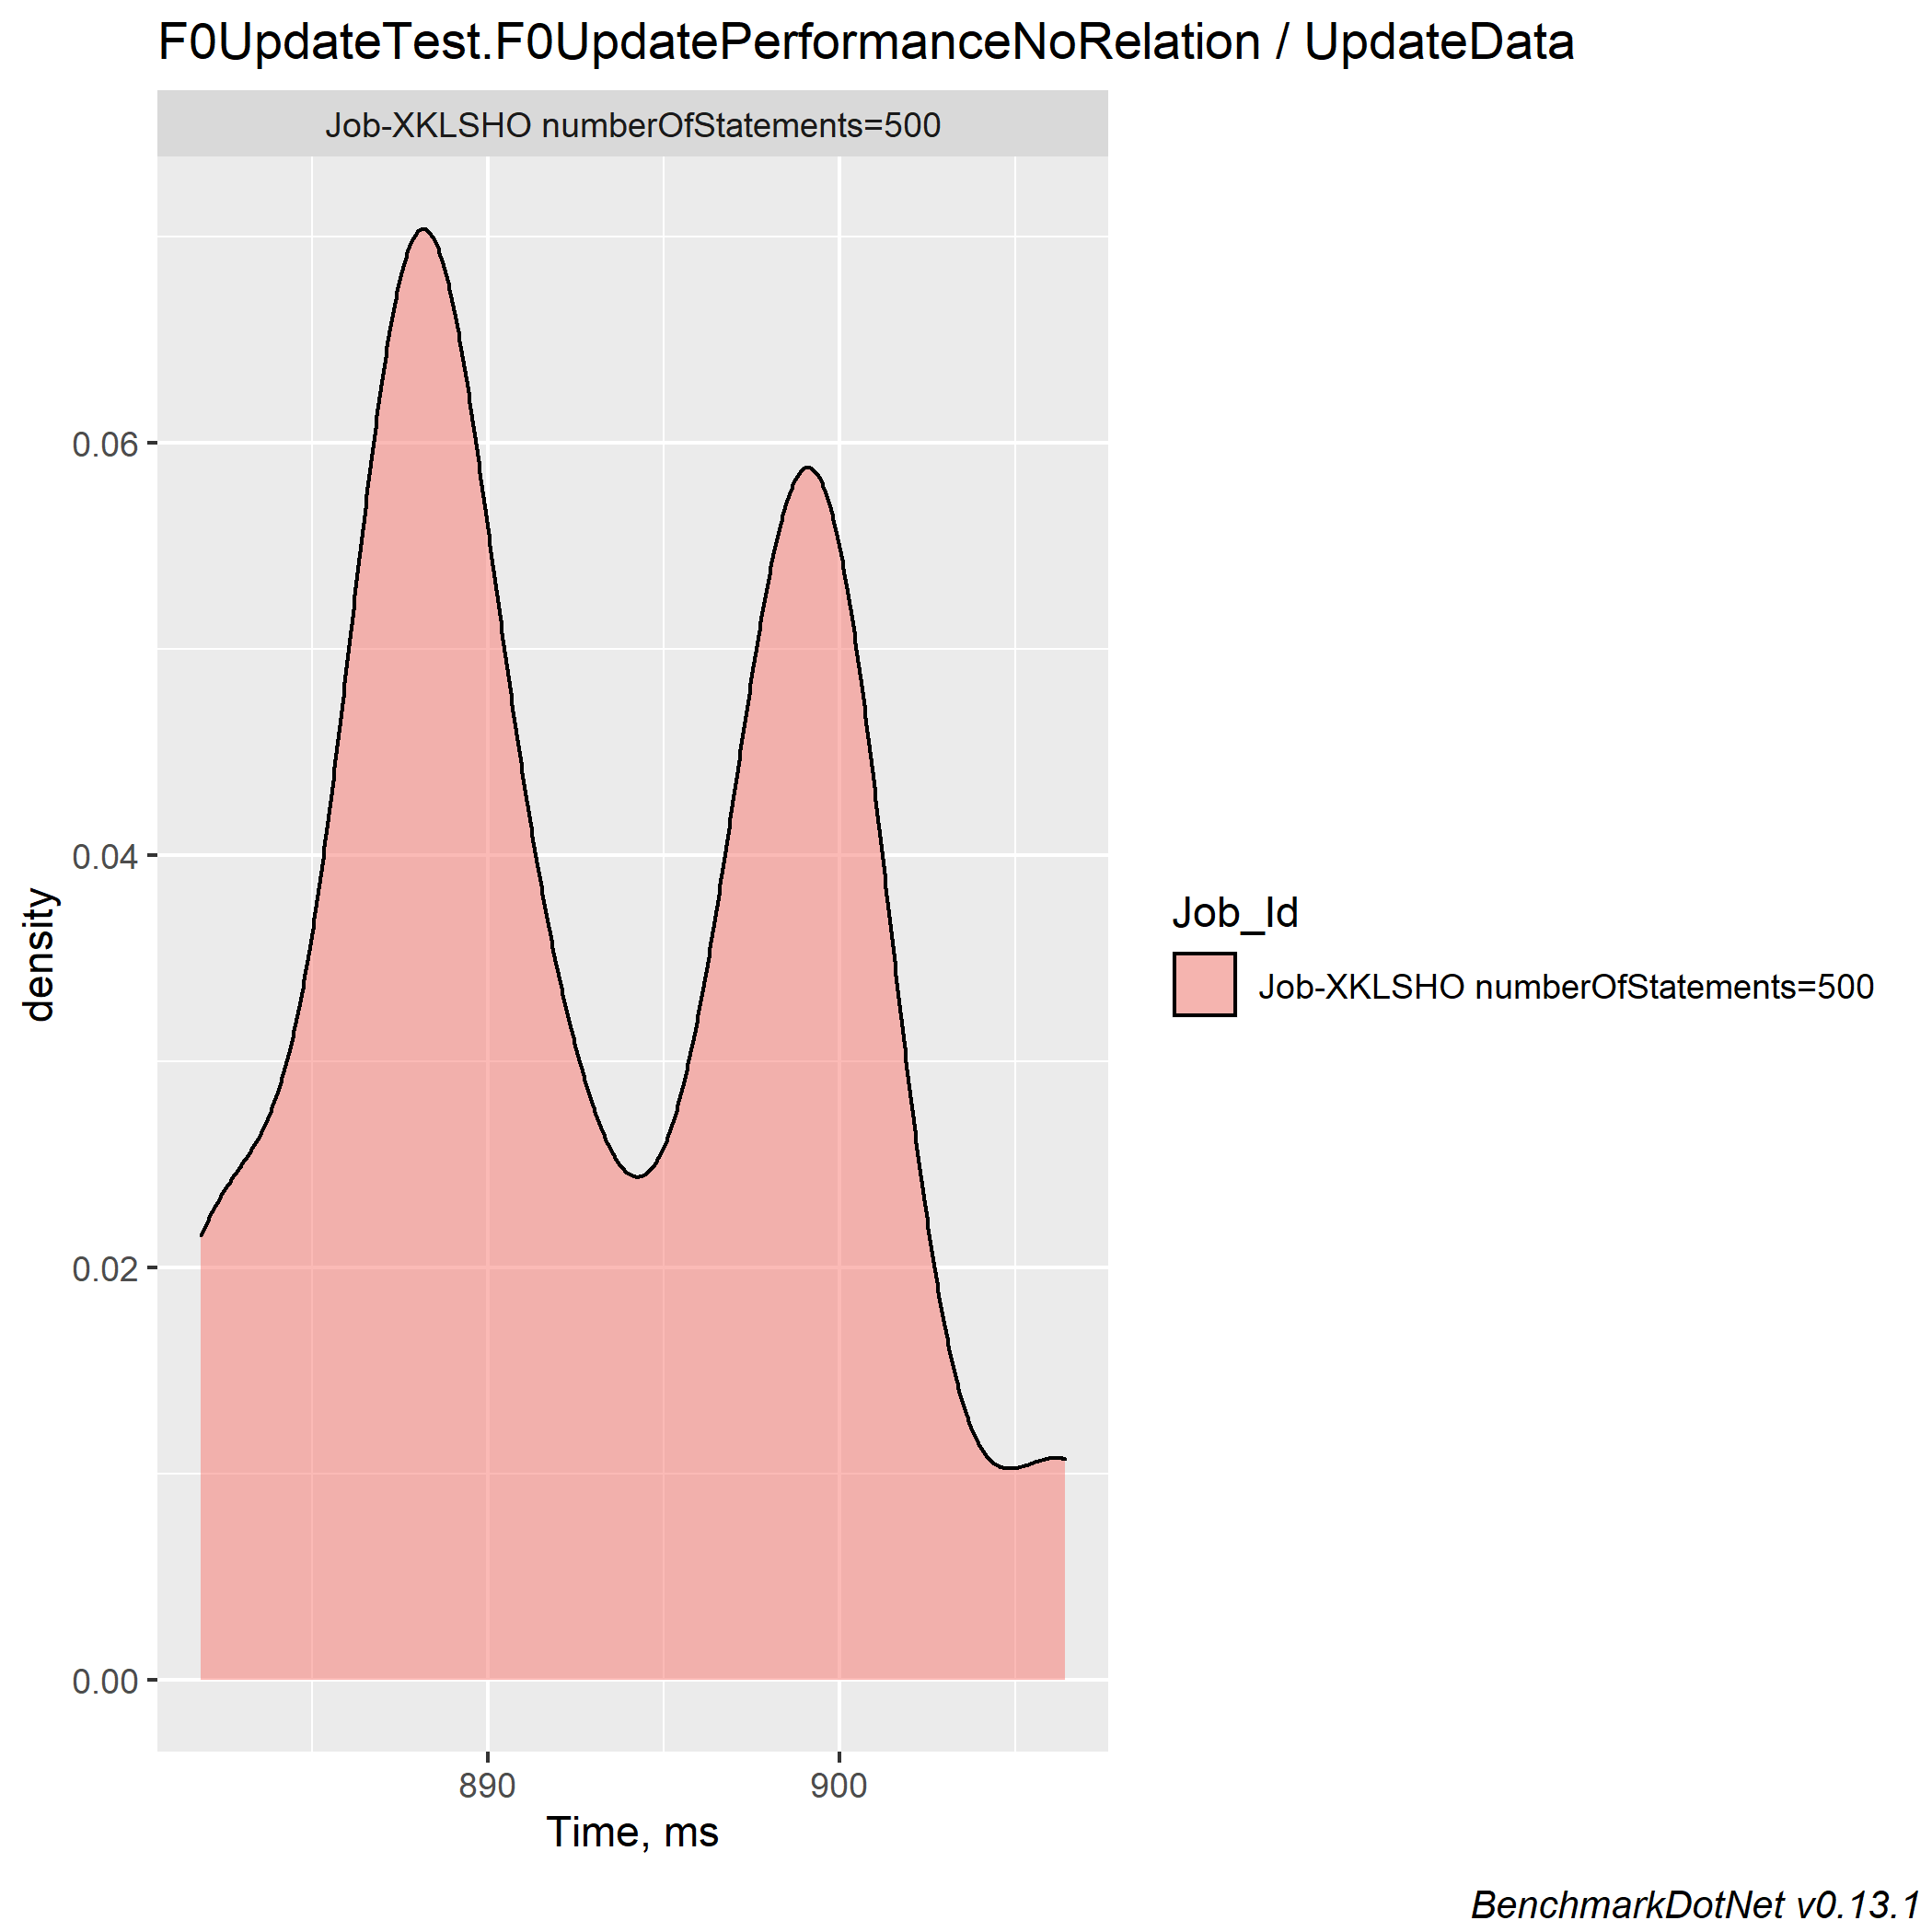 F0UpdateTest.F0UpdatePerformanceNoRelation / UpdateData
Job-XKLSHO numberOfStatements=500
0.06
0.04
0.02
0.00
density
890
900
Time, ms
Job_Id
Job-XKLSHO numberOfStatements=500
BenchmarkDotNet v0.13.1